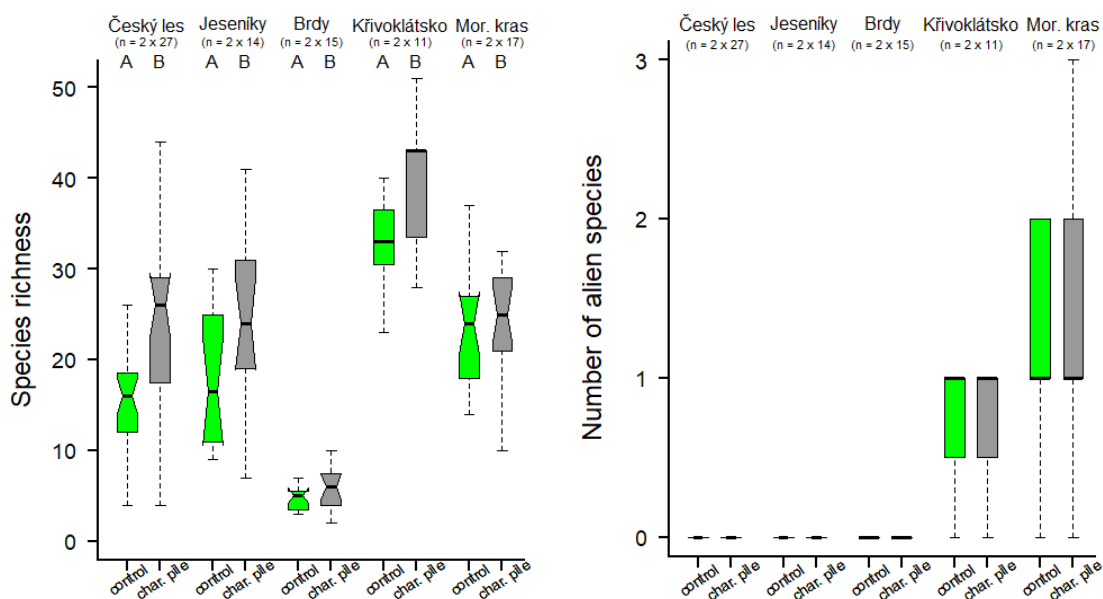 Český les Jeseníky Brdy Křivoklátsko Mor. kras
(n = 2 x 27) (n = 2 x 14) (n = 2 x 15) (n = 2 x 11) (n = 2 x 17)
A B A B A A A B A B
50
40
30
20
10
0
Species richness
control char. pile control char. pile control char. pile control char. pile control char. pile
Český les Jeseníky Brdy Křivoklátsko Mor. kras
(n = 2 x 27) (n = 2 x 14) (n = 2 x 15) (n = 2 x 11) (n = 2 x 17)
3
2
1
0
Number of alien species
control char. pile control char. pile control char. pile control char. pile control char. pile